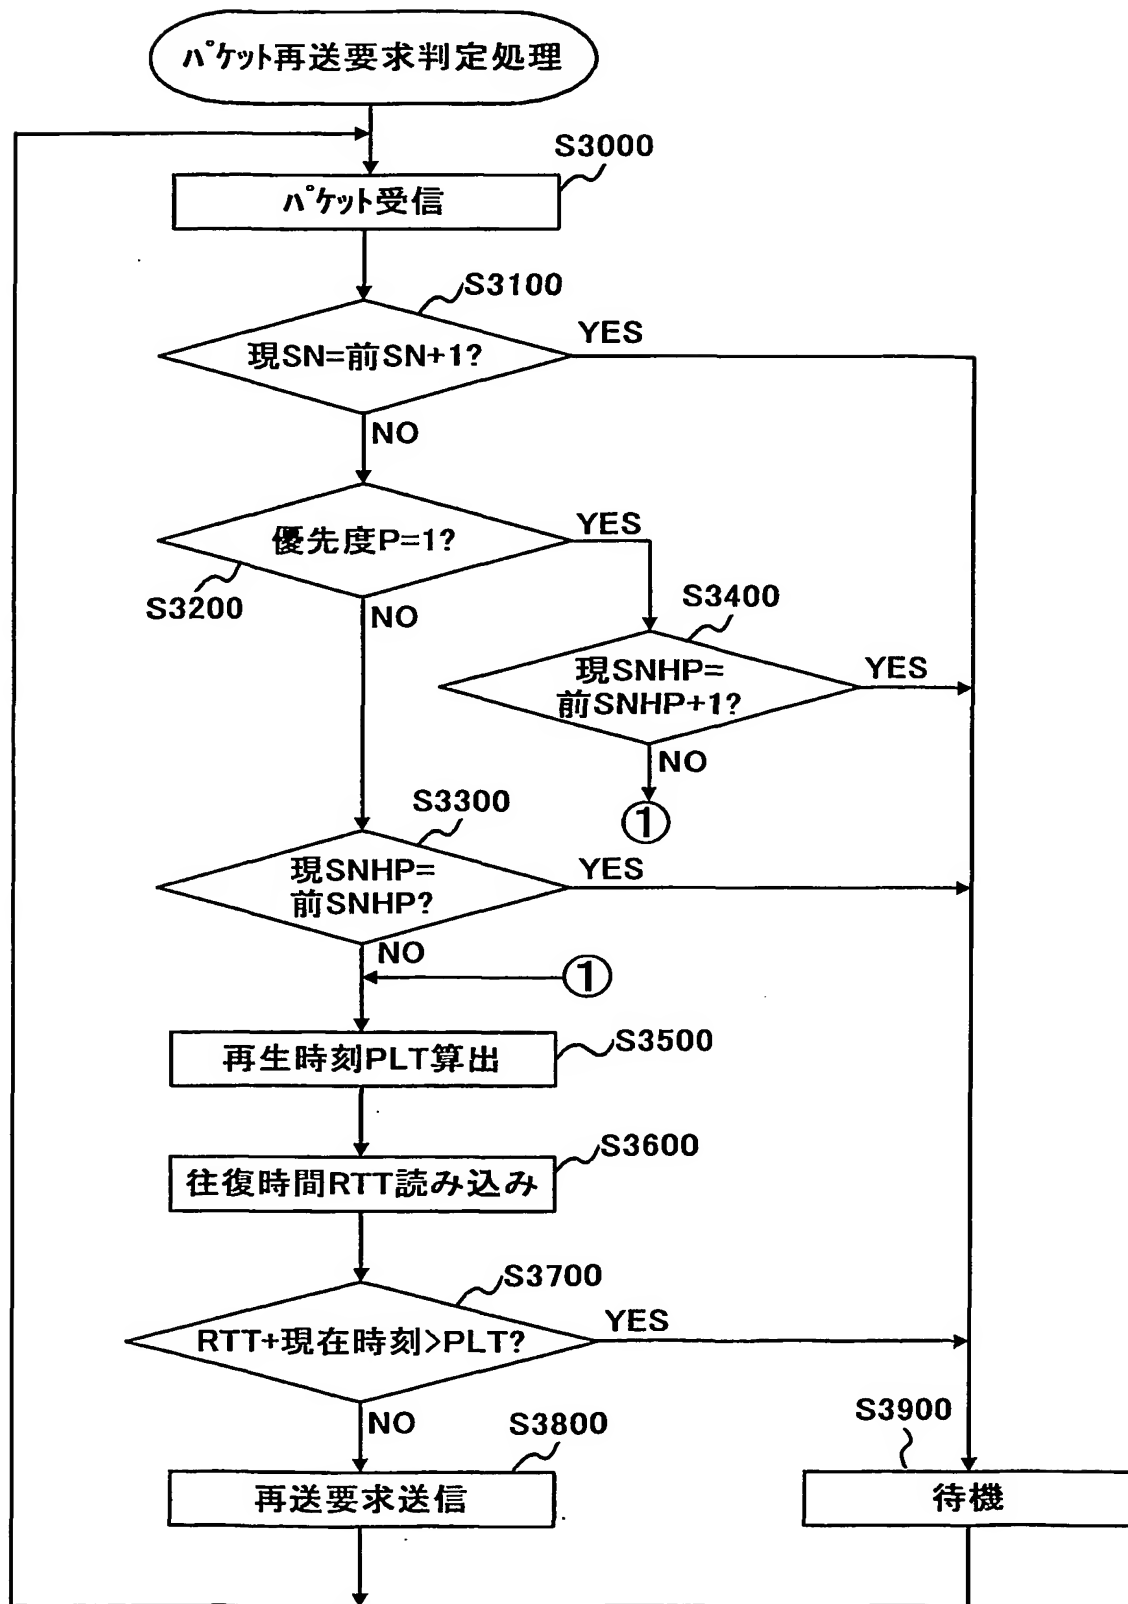 パケット再送要求判定処理
S3000
パケット受信
S3100
現SN=前SN+1?
YES
NO
優先度P=1?
YES
S3200
NO
S3400
現SNHP=
前SNHP+1?
YES
NO
①
S3300
現SNHP=
前SNHP?
YES
NO
①
再生時刻PLT算出
S3500
往復時間RTT読み込み
S3600
S3700
RTT+現在時刻>PLT?
YES
NO
S3800
再送要求送信
S3900
待機